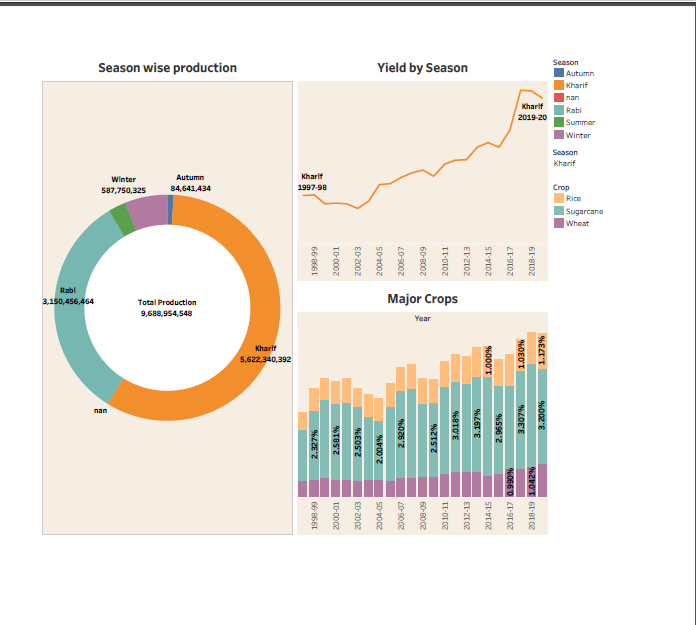 Season wise production
Winter
587,750,325
Autumn
84,641,434
Rabi
3,150,456,464
Total Production
9,688,954,548
Kharif
5,622,340,392
nan
Yield by Season
Kharif
1997-98
Kharif
2019-20
1998-99
2000-01
2002-03
2004-05
2006-07
2008-09
2010-11
2012-13
2014-15
2016-17
2018-19
Major Crops
Year
2.327%
2.581%
2.503%
2.004%
2.920%
2.512%
3.018%
3.197%
1.000%
2.965%
0.990%
1.030%
3.307%
1.042%
1.173%
3.200%
1998-99
2000-01
2002-03
2004-05
2006-07
2008-09
2010-11
2012-13
2014-15
2016-17
2018-19
Season
Autumn
Kharif
nan
Rabi
Summer
Winter
Season
Kharif
Crop
Rice
Sugarcane
Wheat